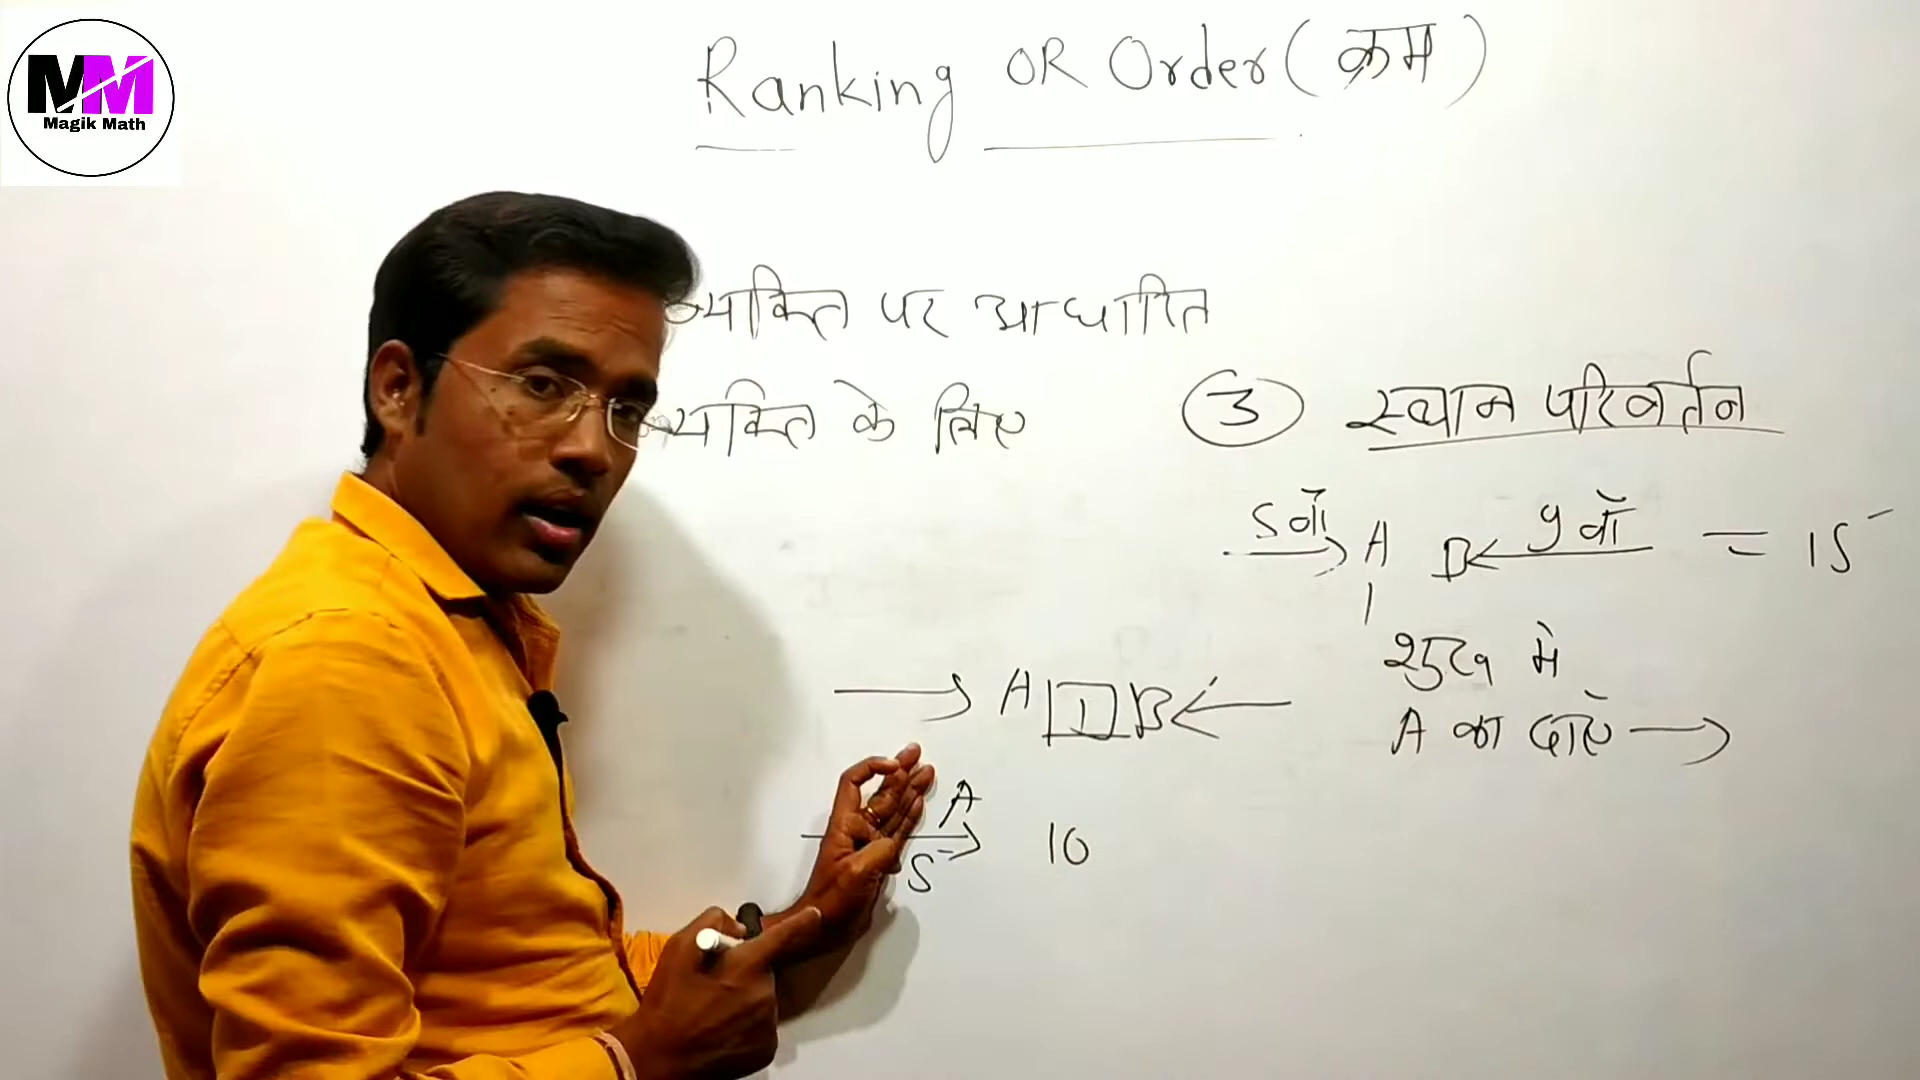 MM
Magik Math
Ranking OR Order (क्रम)
व्यक्ति पर आधारित
व्यक्ति के लिए
3 स्थान परिवर्तन
5वाँ A B 9वाँ = 15
शुरू मे
A का दाए
A 1 B
A
5 10